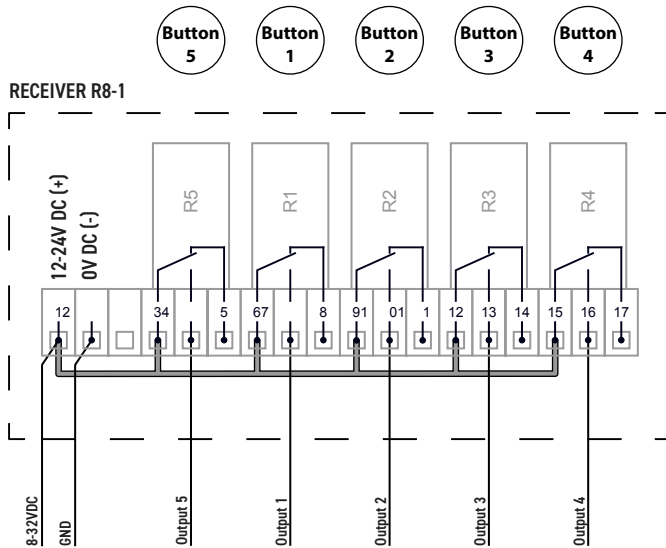 Button
5
Button
1
Button
2
Button
3
Button
4
RECEIVER R8-1
12-24V DC (+)
0V DC (-)
R5
R1
R2
R3
R4
12 34 5 67 8 91 01 1 12 13 14 15 16 17
8-32VDC
GND
Output 5
Output 1
Output 2
Output 3
Output 4